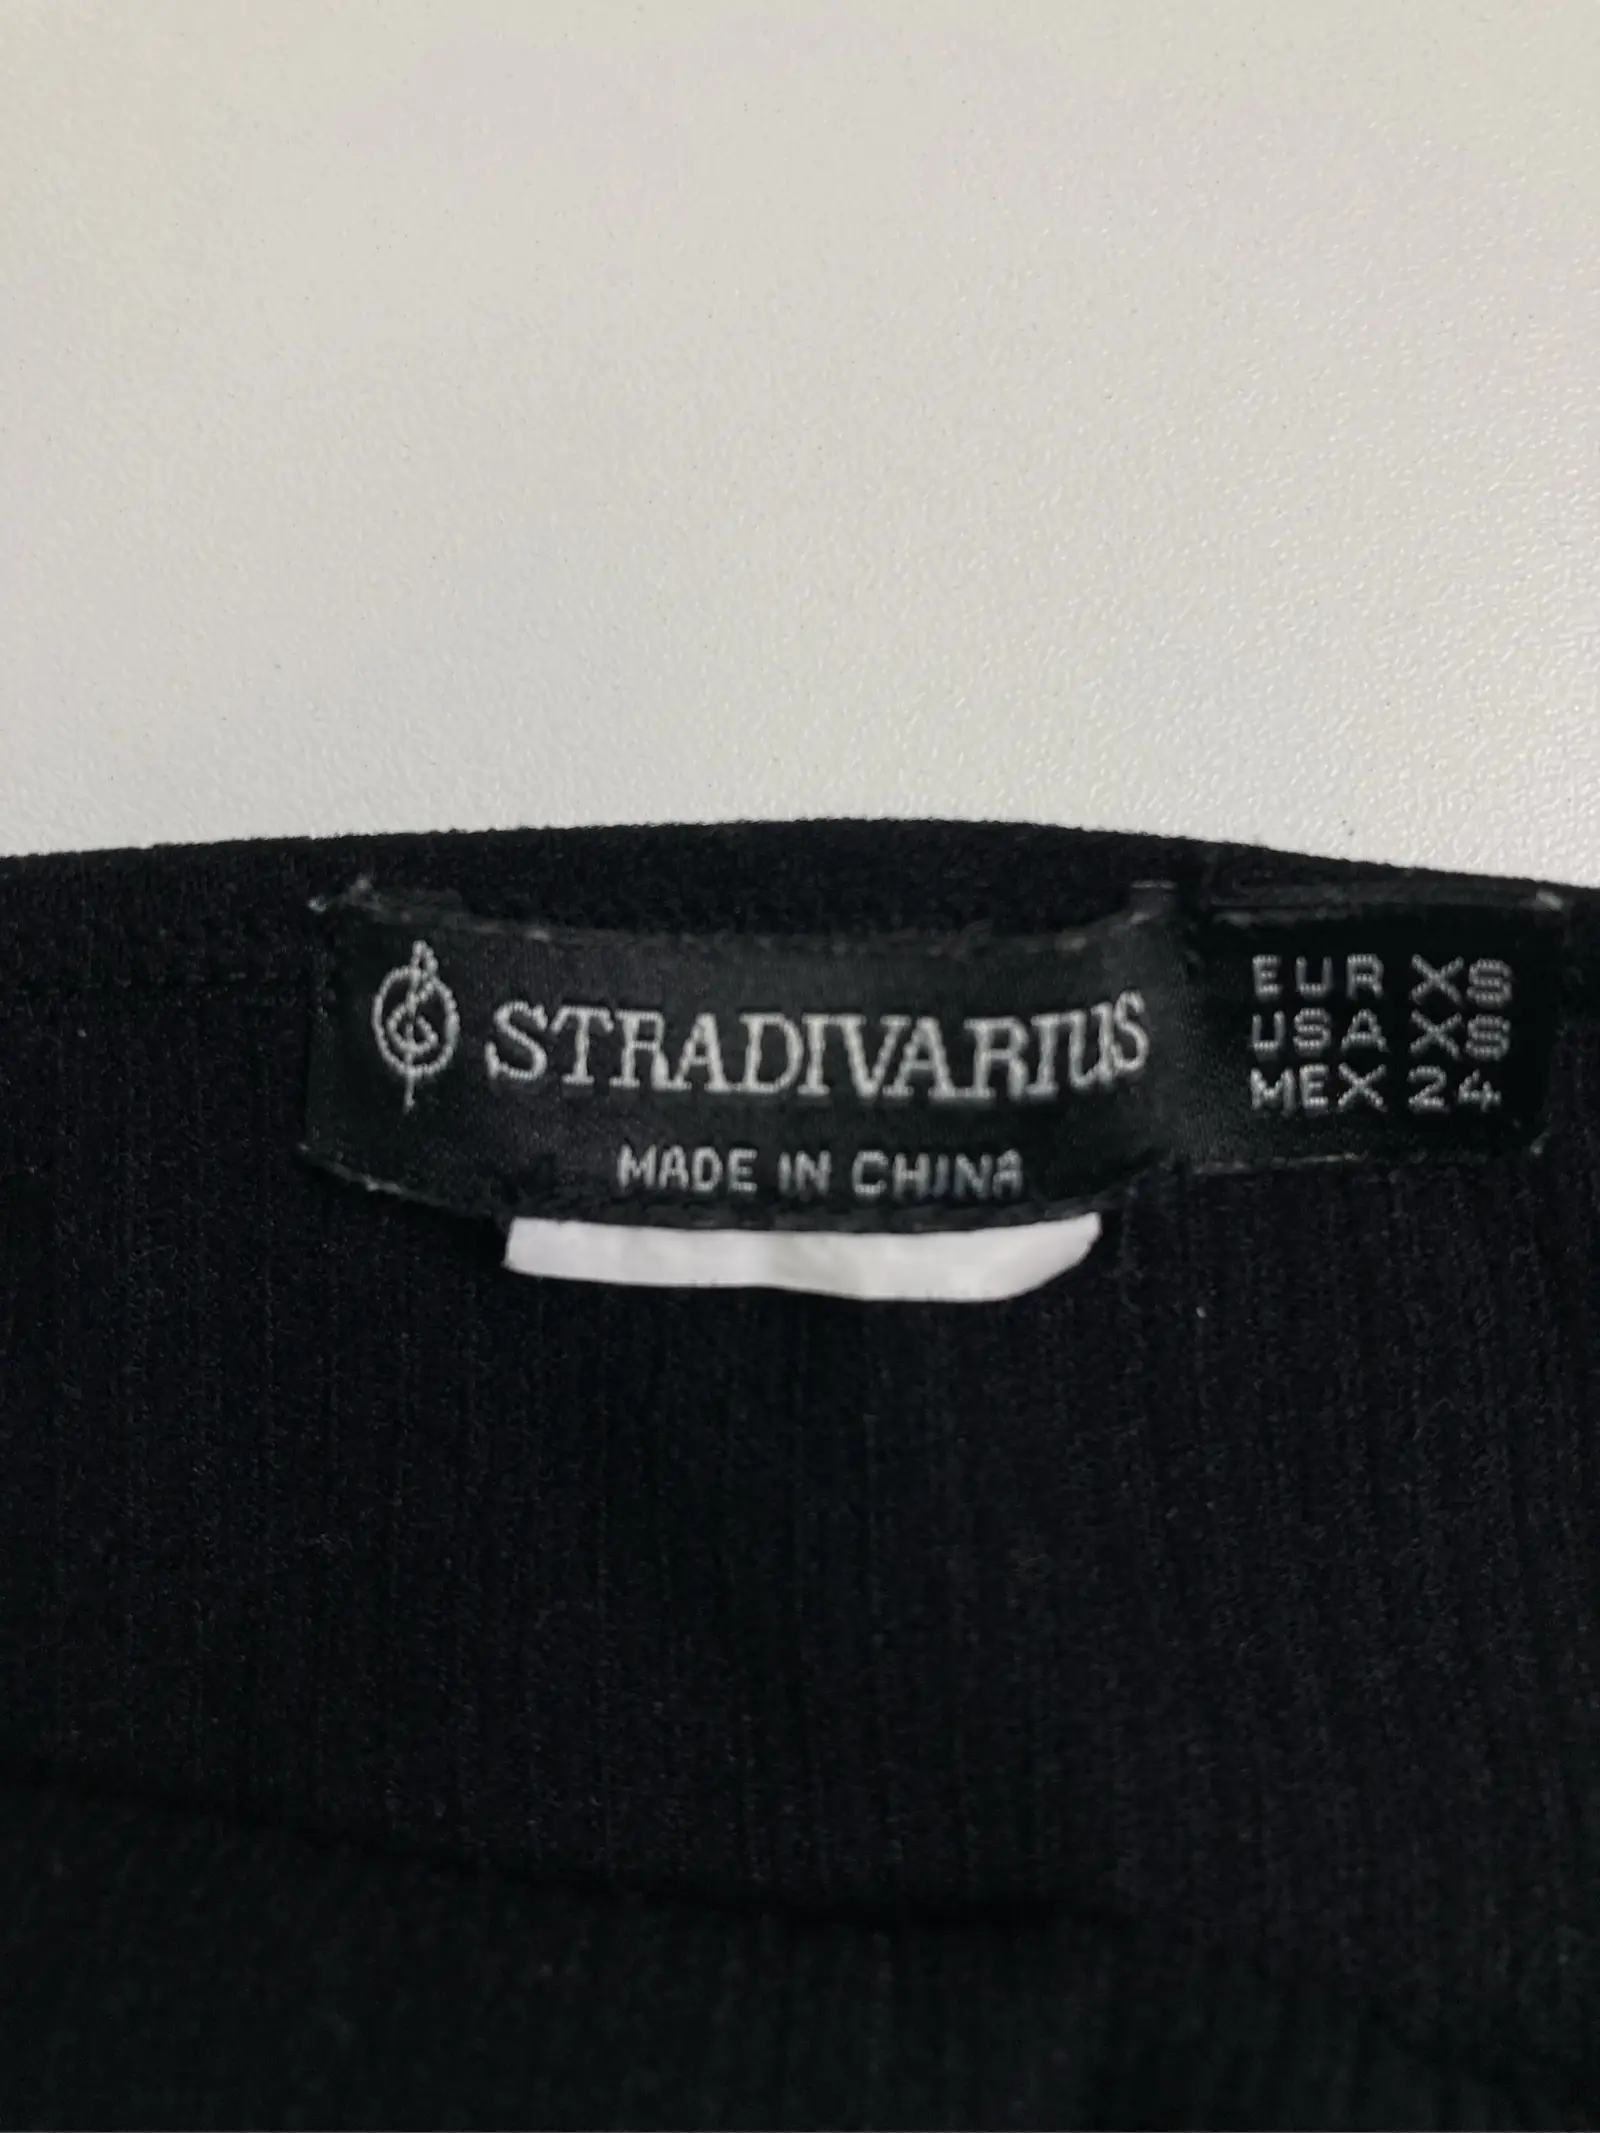 STRADIVARIUS
MADE IN CHINA
EUR XS
USA XS
MEX 24